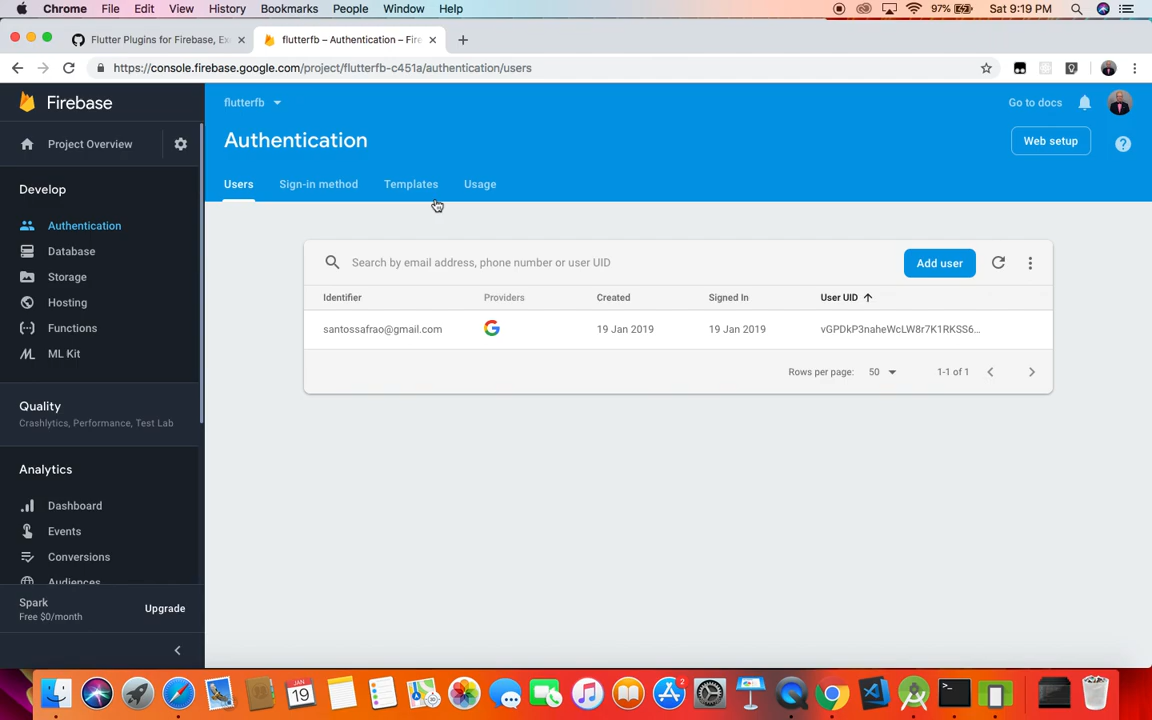 Chrome File Edit View History Bookmarks People Window Help 97% Sat 9:19 PM
Flutter Plugins for Firebase, Ex
flutterfb – Authentication – Fire
https://console.firebase.google.com/project/flutterfb-c451a/authentication/users
Firebase
flutterfb
Go to docs
Project Overview
Authentication
Web setup
?
Develop
Users Sign-in method Templates Usage
Authentication
Database
Storage
Hosting
Functions
ML Kit
Search by email address, phone number or user UID
Add user
Identifier Providers Created Signed In User UID
santossafrao@gmail.com 19 Jan 2019 19 Jan 2019 vGPDkP3naheWcLW8r7K1RKSS6...
Rows per page: 50 1-1 of 1
Quality
Crashlytics, Performance, Test Lab
Analytics
Dashboard
Events
Conversions
Audiences
Spark
Free $0/month
Upgrade
JAN
19
2